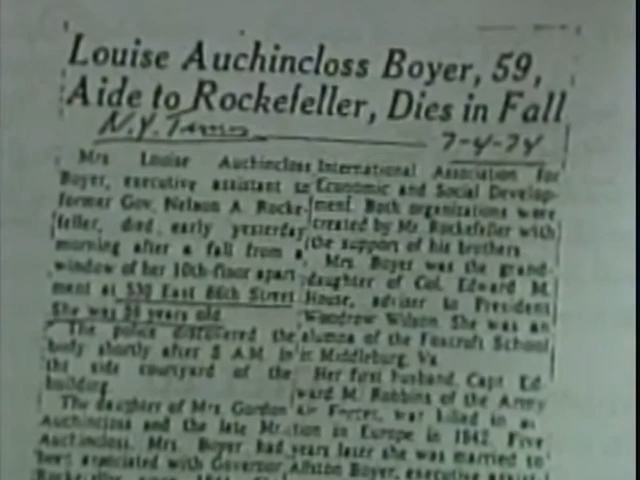 Louise Auchincloss Boyer, 59,
Aide to Rockefeller, Dies in Fall
N.Y. Times
7-4-74
Mrs. Louise Auchincloss
Boyer, executive assistant to
former Gov. Nelson A. Rocke-
feller, died early yesterday
morning after a fall from a
window of her 10th-floor apart-
ment at 530 East 86th Street
She was years old
The police discovered the
body shortly after A.M. in
the side courtyard of the
building.
The daughter of Mrs. Gordon
Auchincloss and the late Mr.
Auchincloss, Mrs. Boyer had
been associated with Governor
International Association for
Economic and Social Develop-
ment. Both organizations were
created by Mr. Rockefeller with
the support of his brothers
Mrs. Boyer was the grand-
daughter of Col. Edward M.
House, adviser to President
Woodrow Wilson. She was an
alumna of the Foxcroft School
in Middleburg, Va
Her first husband, Capt. Ed-
ward M. Robbins of the Army
Air Forces, was killed in
in Europe in 1942. Five
years later she was married to
Allston Boyer, executive